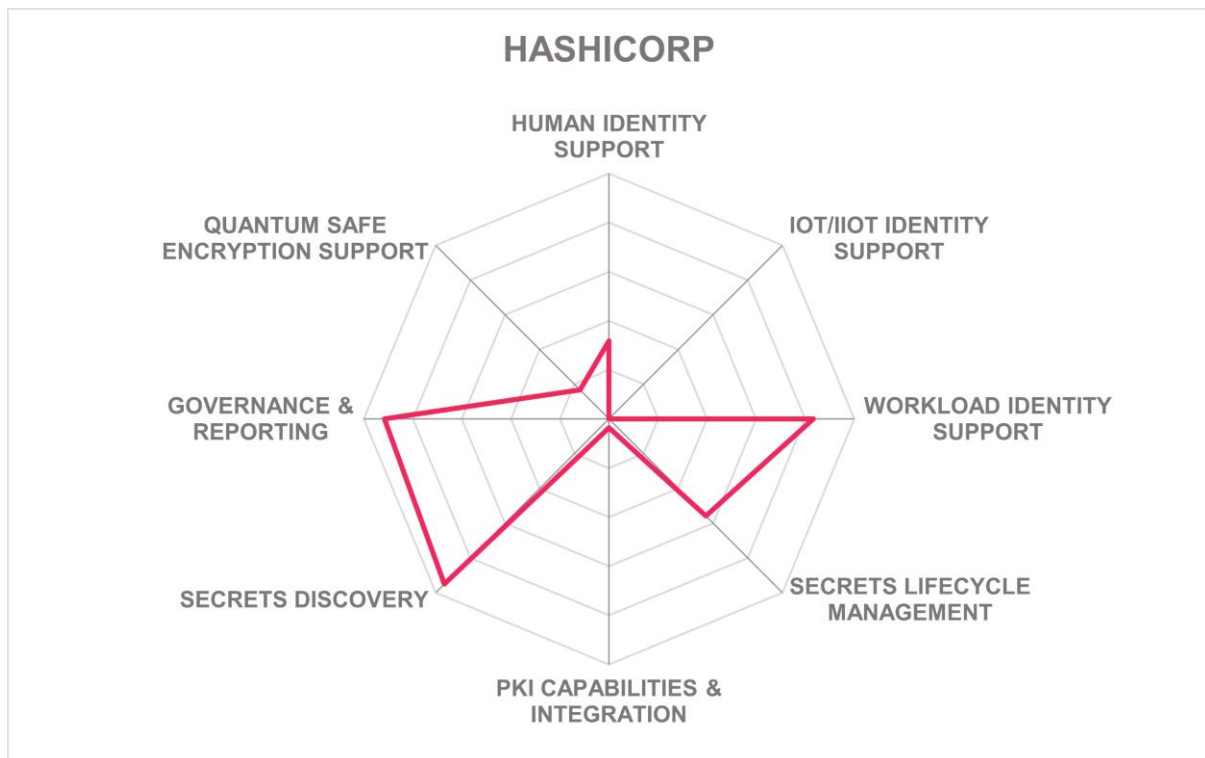 HASHICORP
HUMAN IDENTITY
SUPPORT
QUANTUM SAFE
ENCRYPTION SUPPORT
IOT/IIOT IDENTITY
SUPPORT
GOVERNANCE &
REPORTING
WORKLOAD IDENTITY
SUPPORT
SECRETS DISCOVERY
SECRETS LIFECYCLE
MANAGEMENT
PKI CAPABILITIES &
INTEGRATION